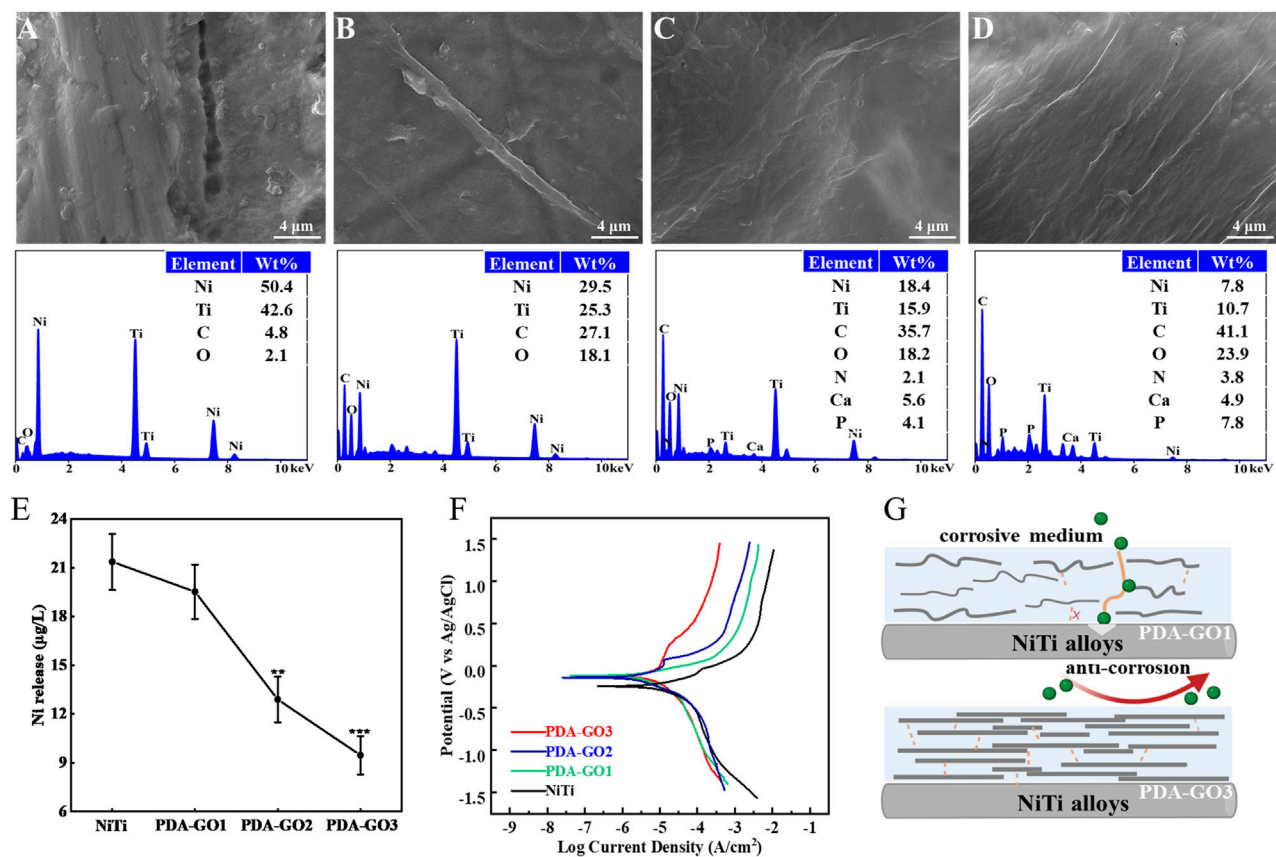 A
4 μm
B
4 μm
C
4 μm
D
4 μm
Element Wt%
Ni 50.4
Ti 42.6
C 4.8
O 2.1
Ni
Ti
C
O
Ti
Ni
Ni
0 2 4 6 8 10keV
Element Wt%
Ni 29.5
Ti 25.3
C 27.1
O 18.1
C
O
Ni
Ti
Ti
Ni
Ni
0 2 4 6 8 10keV
Element Wt%
Ni 18.4
Ti 15.9
C 35.7
O 18.2
N 2.1
Ca 5.6
P 4.1
C
O
N
Ni
P
Ti
Ca
Ti
Ni
0 2 4 6 8 10keV
Element Wt%
Ni 7.8
Ti 10.7
C 41.1
O 23.9
N 3.8
Ca 4.9
P 7.8
C
O
N
P
P
Ti
Ca
Ti
Ni
0 2 4 6 8 10keV
E
Ni release (μg/L)
24
21
18
15
12
9
6
**
***
NiTi PDA-GO1 PDA-GO2 PDA-GO3
F
Potential (V vs Ag/AgCl)
1.5
1.0
0.5
0.0
-0.5
-1.0
-1.5
PDA-GO3
PDA-GO2
PDA-GO1
NiTi
-9 -8 -7 -6 -5 -4 -3 -2 -1
Log Current Density (A/cm²)
G
corrosive medium
x
PDA-GO1
NiTi alloys
anti-corrosion
PDA-GO3
NiTi alloys